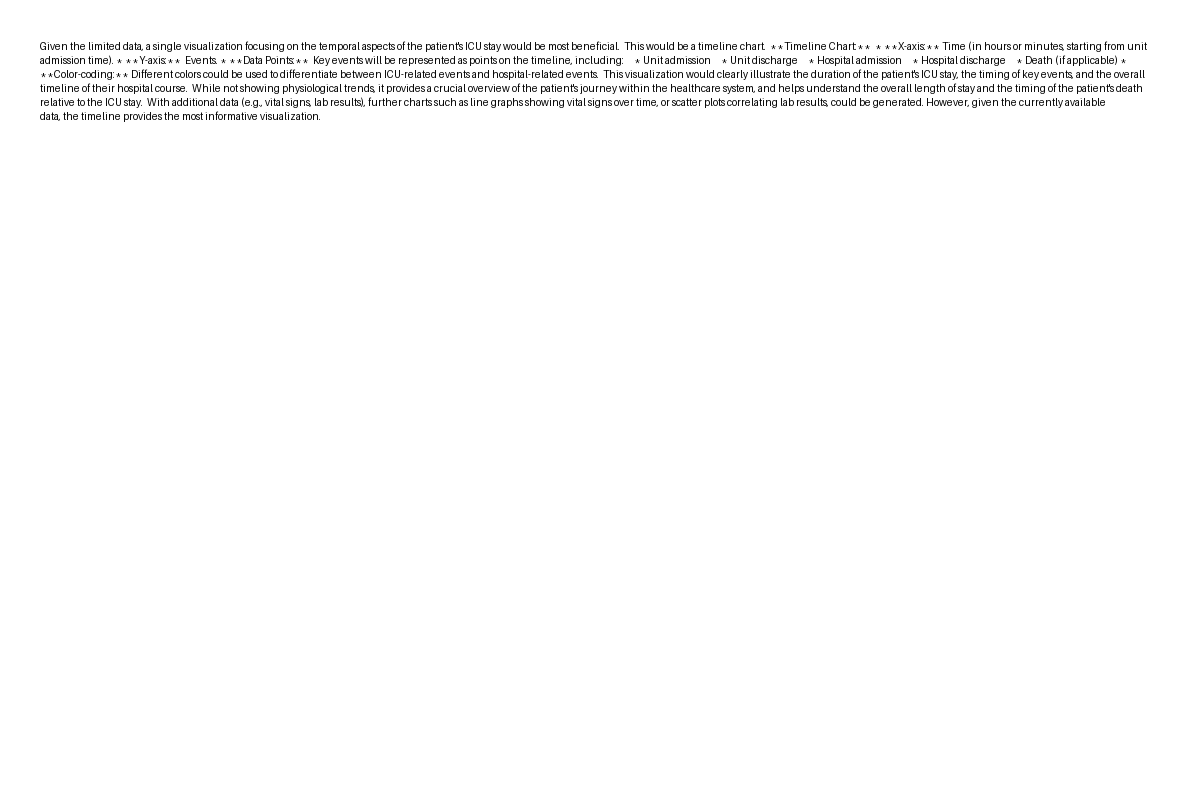 Given the limited data, a single visualization focusing on the temporal aspects of the patient's ICU stay would be most beneficial.  This would be a timeline chart.  **Timeline Chart:**  * **X-axis:** Time (in hours or minutes, starting from unit
admission time). * **Y-axis:**  Events. * **Data Points:**  Key events will be represented as points on the timeline, including:    * Unit admission    * Unit discharge    * Hospital admission    * Hospital discharge    * Death (if applicable) *
**Color-coding:** Different colors could be used to differentiate between ICU-related events and hospital-related events.  This visualization would clearly illustrate the duration of the patient's ICU stay, the timing of key events, and the overall
timeline of their hospital course.  While not showing physiological trends, it provides a crucial overview of the patient's journey within the healthcare system, and helps understand the overall length of stay and the timing of the patient's death
relative to the ICU stay.  With additional data (e.g., vital signs, lab results), further charts such as line graphs showing vital signs over time, or scatter plots correlating lab results, could be generated. However, given the currently available
data, the timeline provides the most informative visualization.